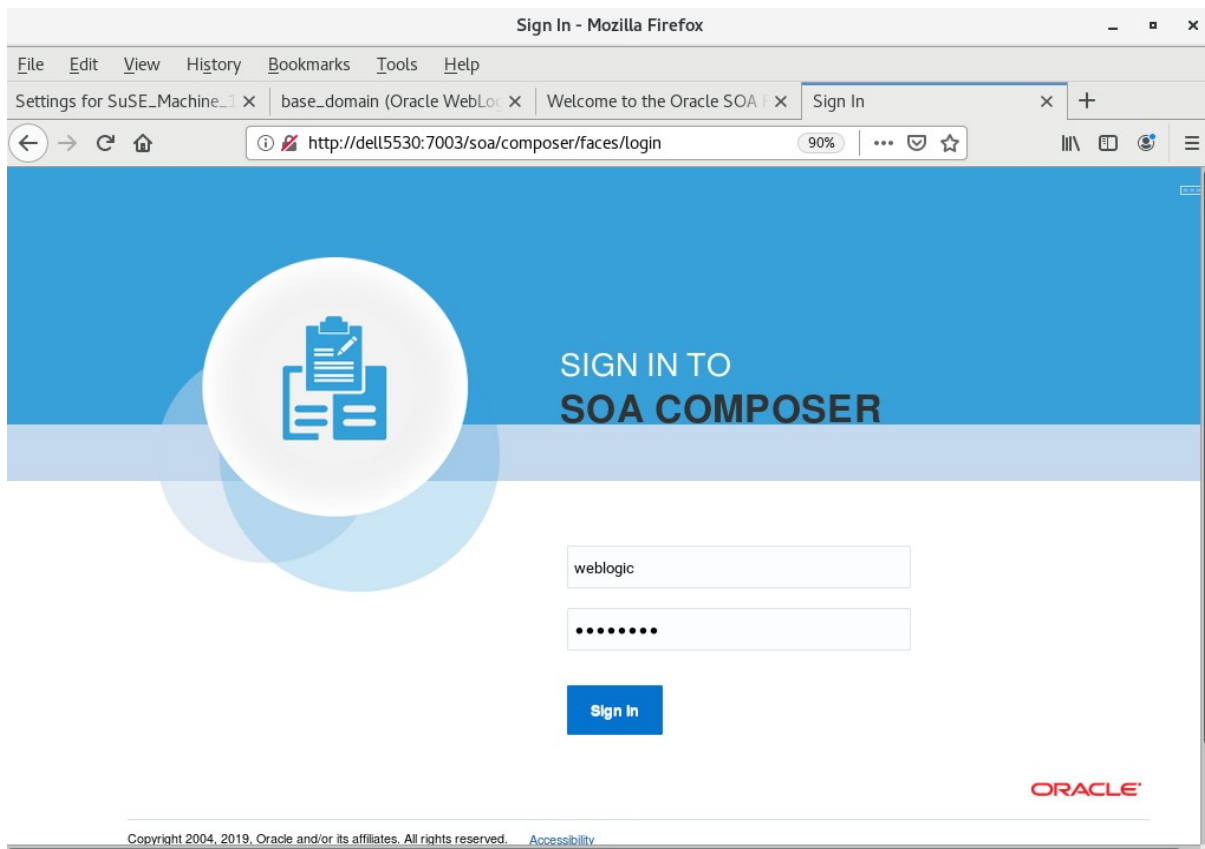 Sign In - Mozilla Firefox
File Edit View History Bookmarks Tools Help
Settings for SuSE_Machine_1 base_domain (Oracle WebLog Welcome to the Oracle SOA Sign In
http://dell5530:7003/soa/composer/faces/login 90%
SIGN IN TO
SOA COMPOSER
weblogic
••••••••
Sign In
ORACLE
Copyright 2004, 2019, Oracle and/or its affiliates. All rights reserved. Accessibility